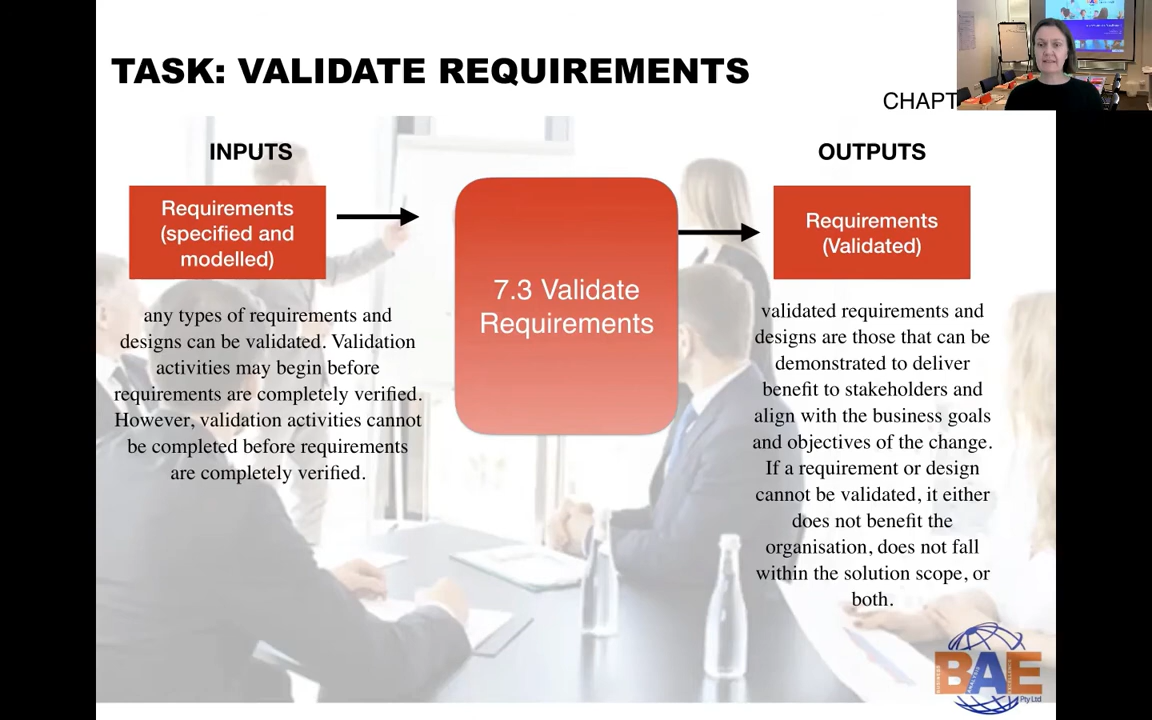 TASK: VALIDATE REQUIREMENTS
CHAPT
INPUTS
OUTPUTS
Requirements
(specified and
modelled)
7.3 Validate
Requirements
Requirements
(Validated)
any types of requirements and
designs can be validated. Validation
activities may begin before
requirements are completely verified.
However, validation activities cannot
be completed before requirements
are completely verified.
validated requirements and
designs are those that can be
demonstrated to deliver
benefit to stakeholders and
align with the business goals
and objectives of the change.
If a requirement or design
cannot be validated, it either
does not benefit the
organisation, does not fall
within the solution scope, or
both.
BAE
BUSINESS
ANALYSIS
EXCELLENCE
Pty Ltd